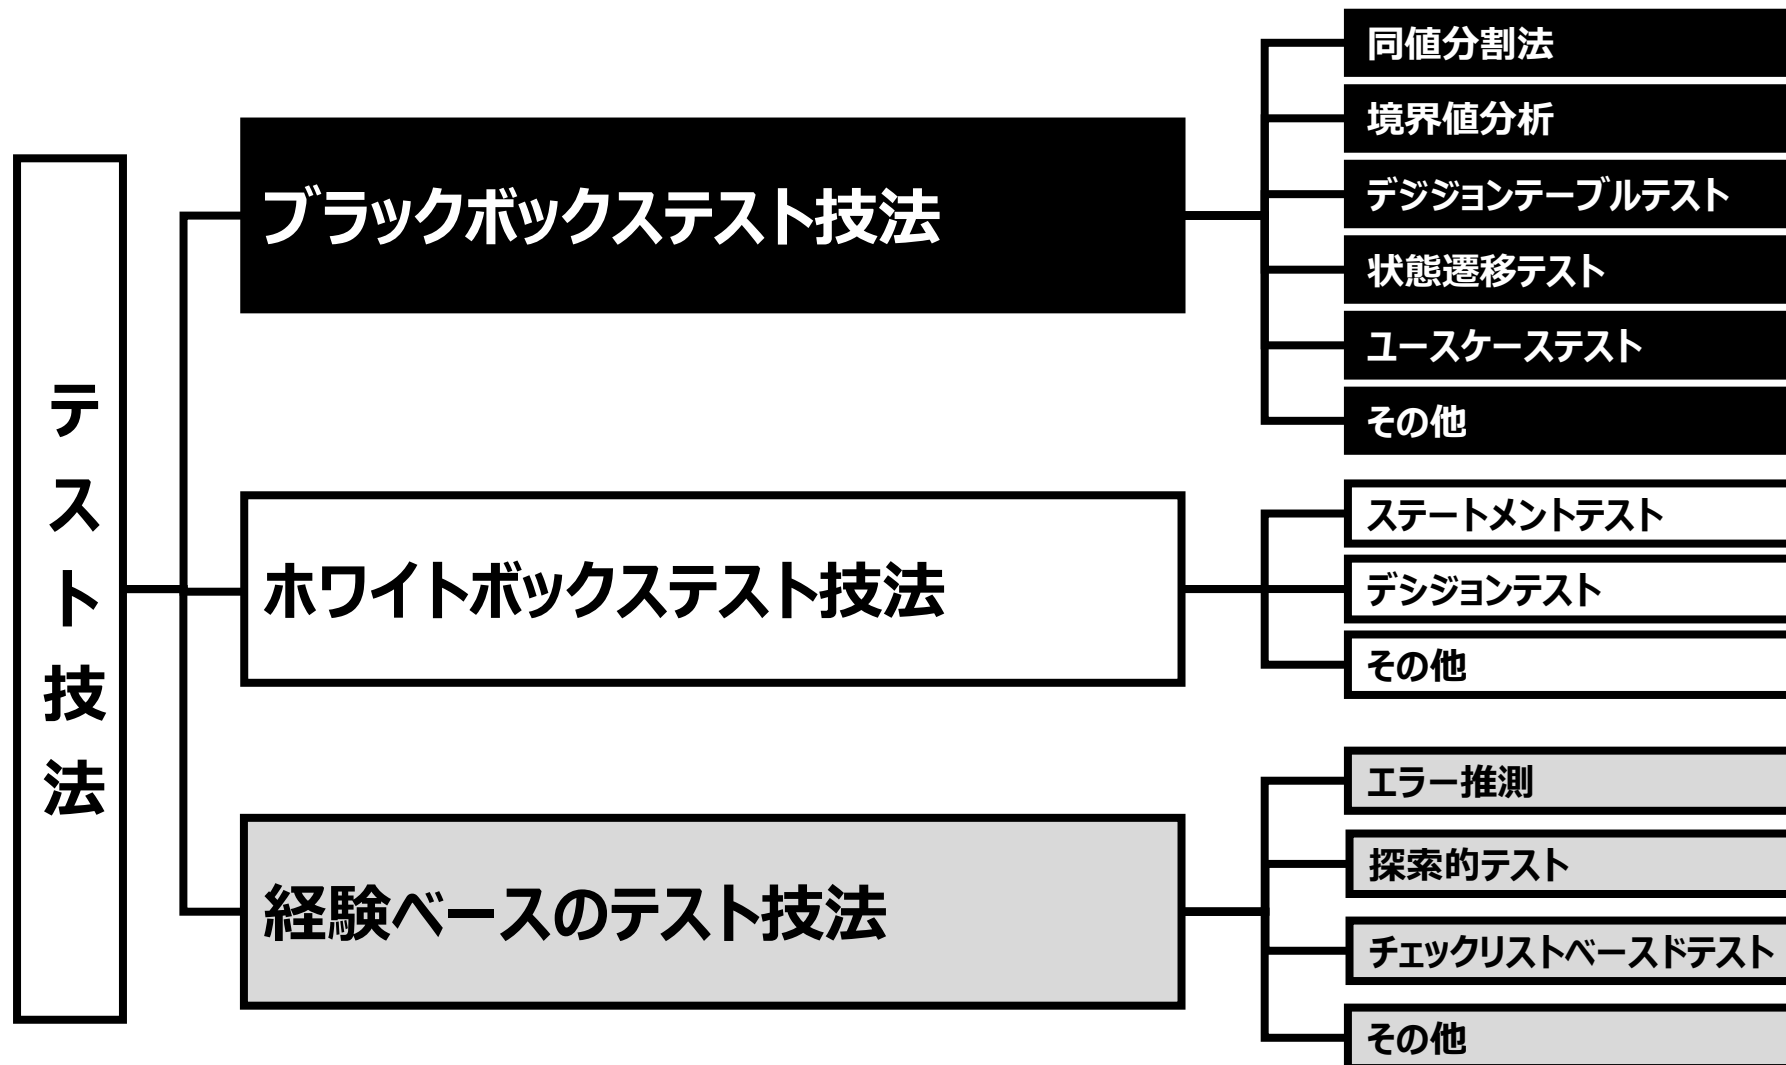 テスト技法
ブラックボックステスト技法
同値分割法
境界値分析
デジジョンテーブルテスト
状態遷移テスト
ユースケーステスト
その他
ホワイトボックステスト技法
ステートメントテスト
デシジョンテスト
その他
経験ベースのテスト技法
エラー推測
探索的テスト
チェックリストベースドテスト
その他